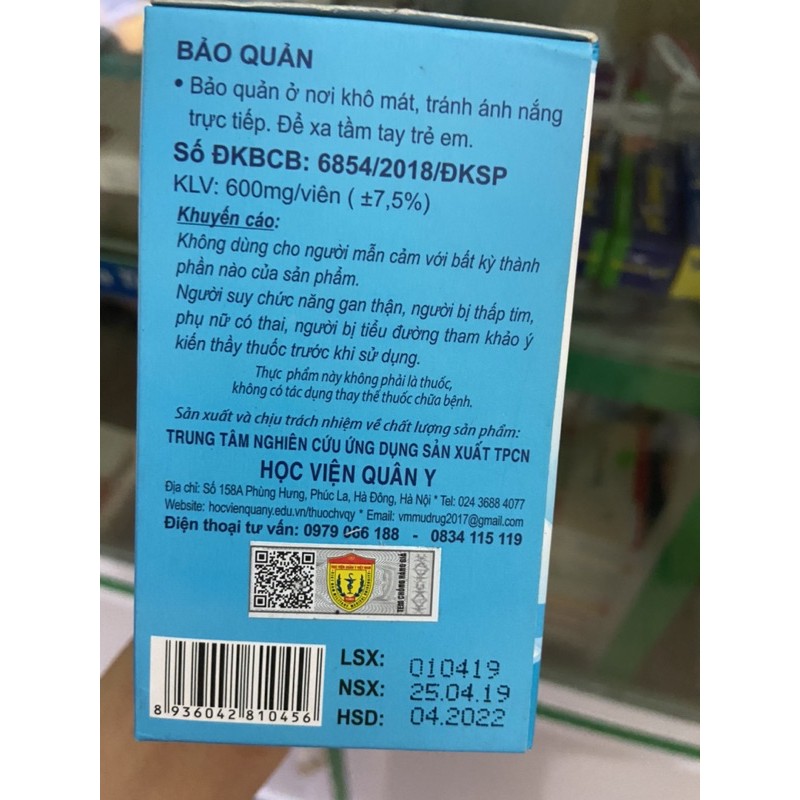 BẢO QUẢN
• Bảo quản ở nơi khô mát, tránh ánh nắng
trực tiếp. Để xa tầm tay trẻ em.
Số ĐKBCB: 6854/2018/ĐKSP
KLV: 600mg/viên ( ±7,5%)
Khuyến cáo:
Không dùng cho người mẫn cảm với bất kỳ thành
phần nào của sản phẩm.
Người suy chức năng gan thận, người bị thấp tim,
phụ nữ có thai, người bị tiểu đường tham khảo ý
kiến thầy thuốc trước khi sử dụng.
Thực phẩm này không phải là thuốc,
không có tác dụng thay thế thuốc chữa bệnh.
Sản xuất và chịu trách nhiệm về chất lượng sản phẩm:
TRUNG TÂM NGHIÊN CỨU ỨNG DỤNG SẢN XUẤT TPCN
HỌC VIỆN QUÂN Y
Địa chỉ: Số 158A Phùng Hưng, Phúc La, Hà Đông, Hà Nội * Tel: 024 3688 4077
Website: hocvienquany.edu.vn/thuochvqy * Email: vmmudrug2017@gmail.com
Điện thoại tư vấn: 0979 066 188 - 0834 115 119
TEM CHỐNG HÀNG GIẢ
LSX: 010419
NSX: 25.04.19
HSD: 04.2022
8 936042 810456